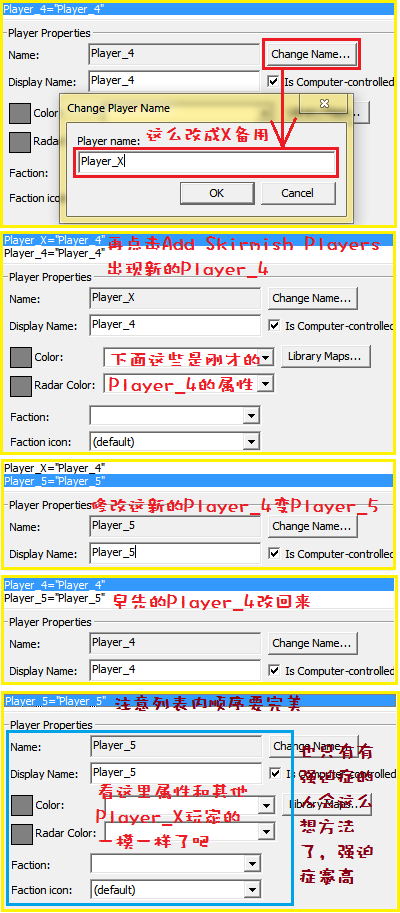 Player_4="Player_4"
Player Properties
Name: Player_4 Change Name...
Display Name: Player_4 Is Computer-controlled
Color
Radar
Faction:
Faction icon
Change Player Name
Player name: 这么改成X备用
Player_X
OK Cancel
Player_X="Player_4" 再点击Add Skirmish Players
Player_4="Player_4" 出现新的Player_4
Player Properties
Name: Player_X Change Name...
Display Name: Player_4 Is Computer-controlled
Color: 下面这些是刚才的 Library Maps...
Radar Color: Player_4的属性
Faction:
Faction icon: (default)
Player_X="Player_4"
Player_5="Player_5"
Player Properties 修改这新的Player_4变Player_5
Name: Player_5 Change Name...
Display Name: Player_5 Is Computer-controlled
Player_4="Player_4"
Player_5="Player_5" 早先的Player_4改回来
Player Properties
Name: Player_4 Change Name...
Display Name: Player_4 Is Computer-controlled
Player_5="Player_5" 注意列表内顺序要完美
Player Properties
Name: Player_5 Change Name...
Display Name: Player_5 Is Computer-controlled
Color: Library Maps...
Radar Color:
Faction:
Faction icon: (default)
看这里属性和其他
Player_X玩家的
一模一样了吧
也只有有
强迫症的
人会这么
想方法
了，强迫
症塞高